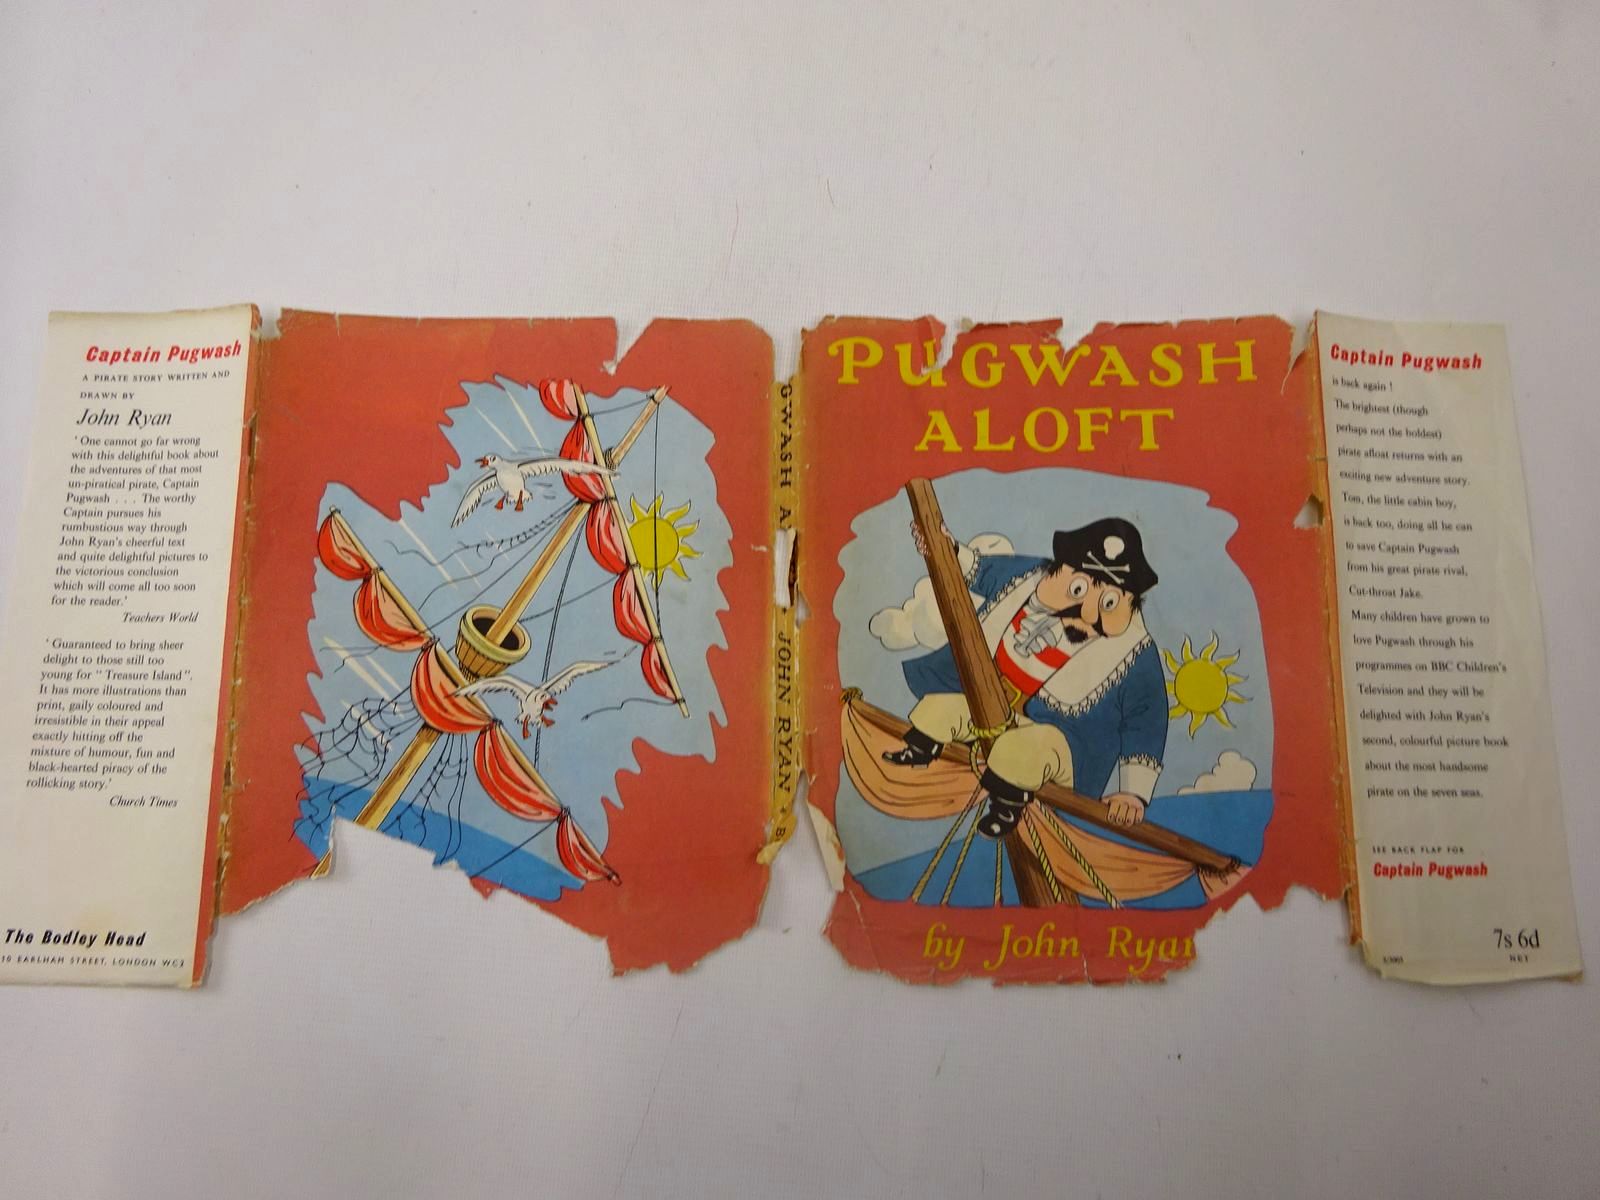 Captain Pugwash
A PIRATE STORY WRITTEN AND
DRAWN BY
John Ryan
' One cannot go far wrong
with this delightful book about
the adventures of that most
un-piratical pirate, Captain
Pugwash . . . The worthy
Captain pursues his
rumbustious way through
John Ryan's cheerful text
and quite delightful pictures to
the victorious conclusion
which will come all too soon
for the reader.'
Teachers World
' Guaranteed to bring sheer
delight to those still too
young for " Treasure Island ".
It has more illustrations than
print, gaily coloured and
irresistible in their appeal
exactly hitting off the
mixture of humour, fun and
black-hearted piracy of the
rollicking story.'
Church Times
The Bodley Head
10 EARLHAM STREET, LONDON WC2
GWASH A
JOHN RYAN
PUGWASH
ALOFT
by John Ryan
Captain Pugwash
is back again !
The brightest (though
perhaps not the boldest)
pirate afloat returns with an
exciting new adventure story.
Tom, the little cabin boy,
is back too, doing all he can
to save Captain Pugwash
from his great pirate rival,
Cut-throat Jake.
Many children have grown to
love Pugwash through his
programmes on BBC Children's
Television and they will be
delighted with John Ryan's
second, colourful picture book
about the most handsome
pirate on the seven seas.
SEE BACK FLAP FOR
Captain Pugwash
7s 6d
NET